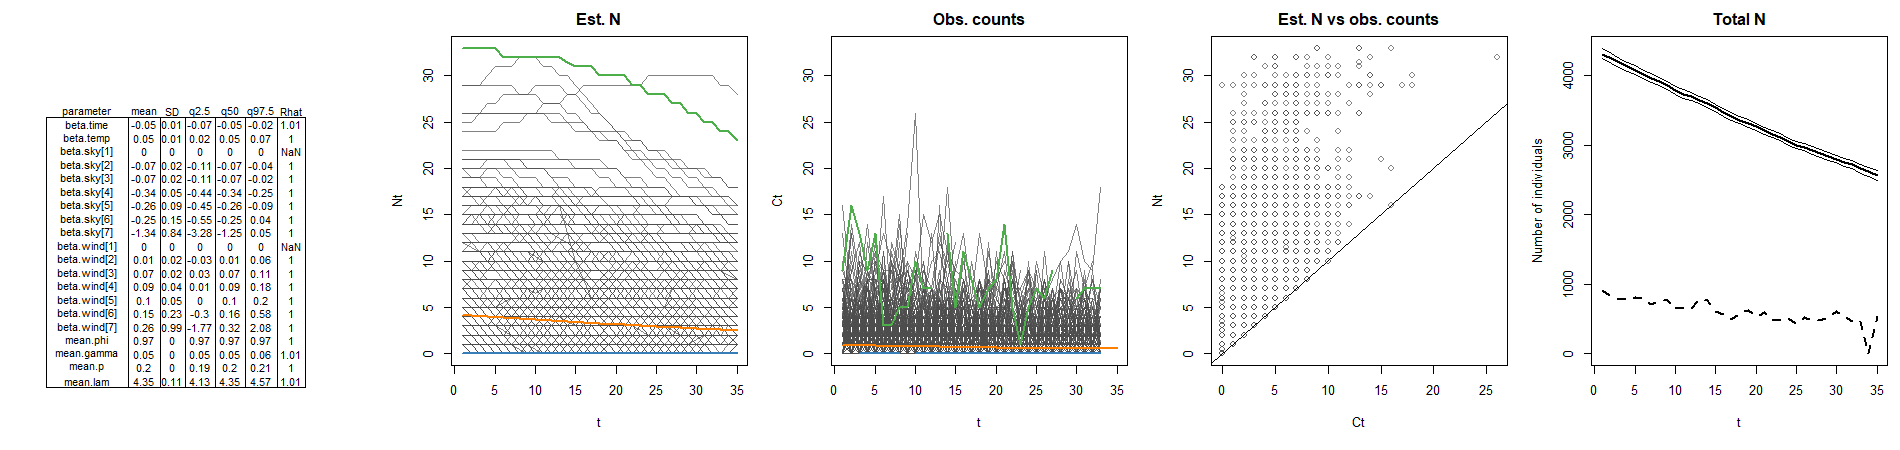 parameter mean SD q2.5 q50 q97.5 Rhat
beta.time -0.05 0.01 -0.07 -0.05 -0.02 1.01
beta.temp 0.05 0.01 0.02 0.05 0.07 1
beta.sky[1] 0 0 0 0 0 NaN
beta.sky[2] -0.07 0.02 -0.11 -0.07 -0.04 1
beta.sky[3] -0.07 0.02 -0.11 -0.07 -0.02 1
beta.sky[4] -0.34 0.05 -0.44 -0.34 -0.25 1
beta.sky[5] -0.26 0.09 -0.45 -0.26 -0.09 1
beta.sky[6] -0.25 0.15 -0.55 -0.25 0.04 1
beta.sky[7] -1.34 0.84 -3.28 -1.25 0.05 1
beta.wind[1] 0 0 0 0 0 NaN
beta.wind[2] 0.01 0.02 -0.03 0.01 0.06 1
beta.wind[3] 0.07 0.02 0.03 0.07 0.11 1
beta.wind[4] 0.09 0.04 0.01 0.09 0.18 1
beta.wind[5] 0.1 0.05 0 0.1 0.2 1
beta.wind[6] 0.15 0.23 -0.3 0.16 0.58 1
beta.wind[7] 0.26 0.99 -1.77 0.32 2.08 1
mean.phi 0.97 0 0.97 0.97 0.97 1
mean.gamma 0.05 0 0.05 0.05 0.06 1.01
mean.p 0.2 0 0.19 0.2 0.21 1
mean.lam 4.35 0.11 4.13 4.35 4.57 1.01
Est. N
Nt
0 5 10 15 20 25 30
0 5 10 15 20 25 30 35
t
Obs. counts
Ct
0 5 10 15 20 25 30
0 5 10 15 20 25 30 35
t
Est. N vs obs. counts
Nt
0 5 10 15 20 25 30
0 5 10 15 20 25
Ct
Total N
Number of individuals
0 1000 2000 3000 4000
0 5 10 15 20 25 30 35
t